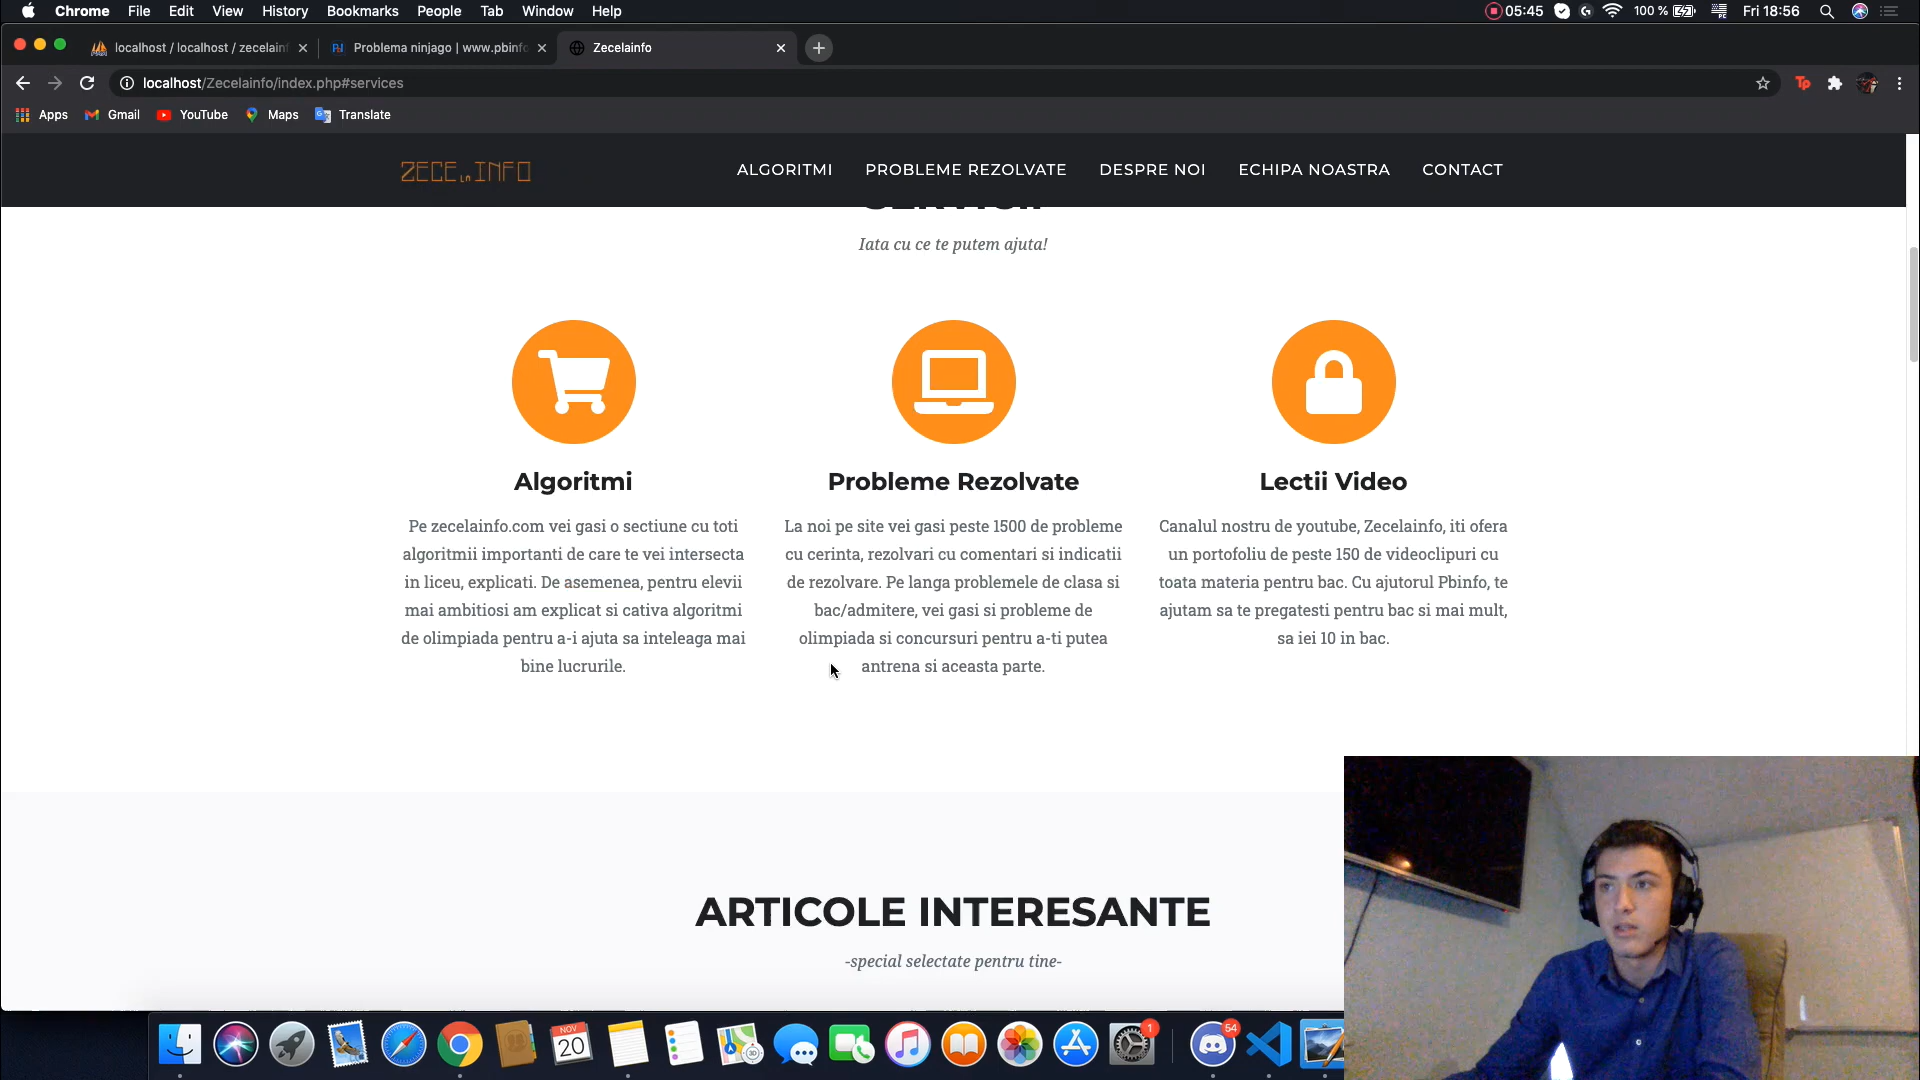 Chrome File Edit View History Bookmarks People Tab Window Help 05:45 100 % Fri 18:56
localhost / localhost / zecelainf Problema ninjago | www.pbinfo Zecelainfo
localhost/Zecelainfo/index.php#services
Apps Gmail YouTube Maps Translate
ZECE LA INFO ALGORITMI PROBLEME REZOLVATE DESPRE NOI ECHIPA NOASTRA CONTACT
Iata cu ce te putem ajuta!
Algoritmi
Pe zecelainfo.com vei gasi o sectiune cu toti
algoritmii importanti de care te vei intersecta
in liceu, explicati. De asemenea, pentru elevii
mai ambitiosi am explicat si cativa algoritmi
de olimpiada pentru a-i ajuta sa inteleaga mai
bine lucrurile.
Probleme Rezolvate
La noi pe site vei gasi peste 1500 de probleme
cu cerinta, rezolvari cu comentari si indicatii
de rezolvare. Pe langa problemele de clasa si
bac/admitere, vei gasi si probleme de
olimpiada si concursuri pentru a-ti putea
antrena si aceasta parte.
Lectii Video
Canalul nostru de youtube, Zecelainfo, iti ofera
un portofoliu de peste 150 de videoclipuri cu
toata materia pentru bac. Cu ajutorul Pbinfo, te
ajutam sa te pregatesti pentru bac si mai mult,
sa iei 10 in bac.
ARTICOLE INTERESANTE
-special selectate pentru tine-
NOV
20
1
54